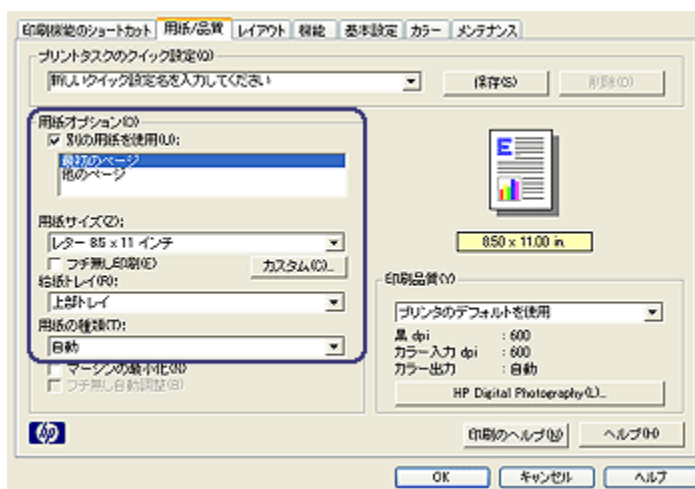 印刷機能のショートカット 用紙/品質 レイアウト 機能 基本設定 カラー メンテナンス
プリントタスクのクイック設定(Q)
新しいクイック設定名を入力してください 保存(S) 削除(D)
用紙オプション(O)
別の用紙を使用(U):
最初のページ
他のページ
E
用紙サイズ(Z):
レター 8.5 x 11 インチ
8.50 x 11.00 in.
フチ無し印刷(E) カスタム(C)...
給紙トレイ(R):
上部トレイ
用紙の種類(T):
自動
マージンの最小化(N)
フチ無し自動調整(B)
印刷品質(Y)
プリンタのデフォルトを使用
黒 dpi : 600
カラー入力 dpi : 600
カラー出力 : 自動
HP Digital Photography(L)...
hp
印刷のヘルプ(N) ヘルプ(H)
OK キャンセル ヘルプ